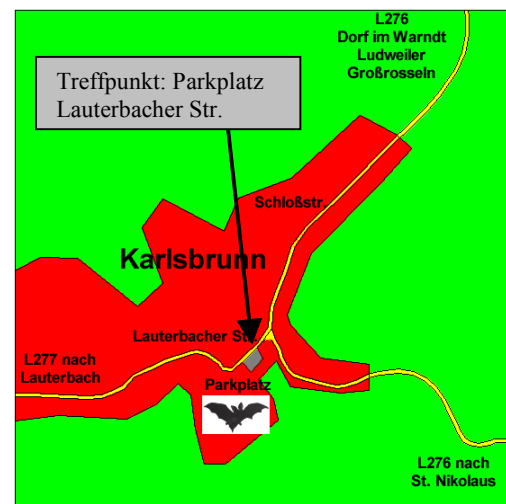 L276
Dorf im Warndt
Ludweiler
Großrosseln
Treffpunkt: Parkplatz
Lauterbacher Str.
Schloßstr.
Karlsbrunn
Lauterbacher Str.
L277 nach
Lauterbach
Parkplatz
L276 nach
St. Nikolaus